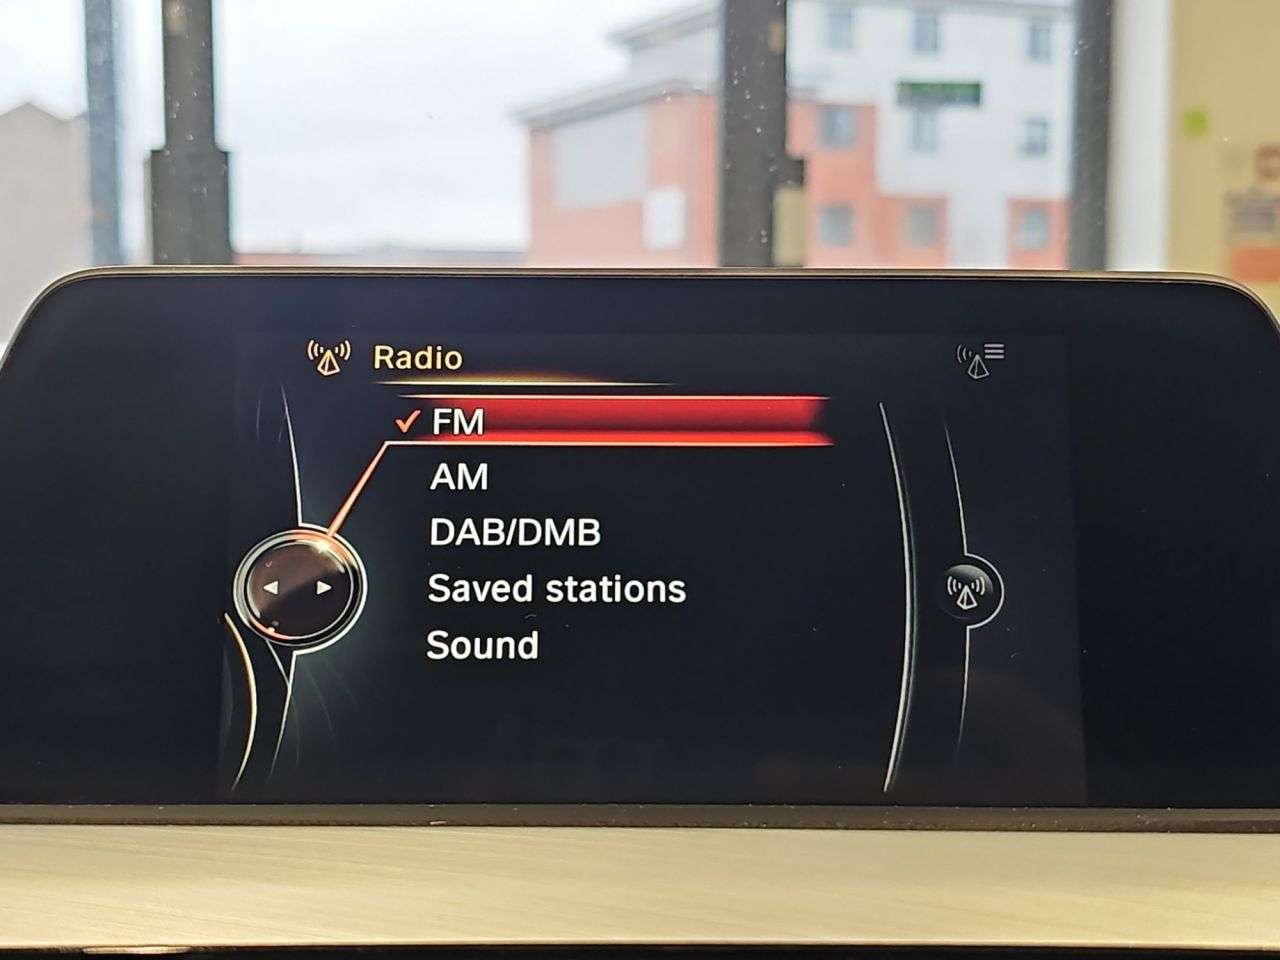 Radio
FM
AM
DAB/DMB
Saved stations
Sound